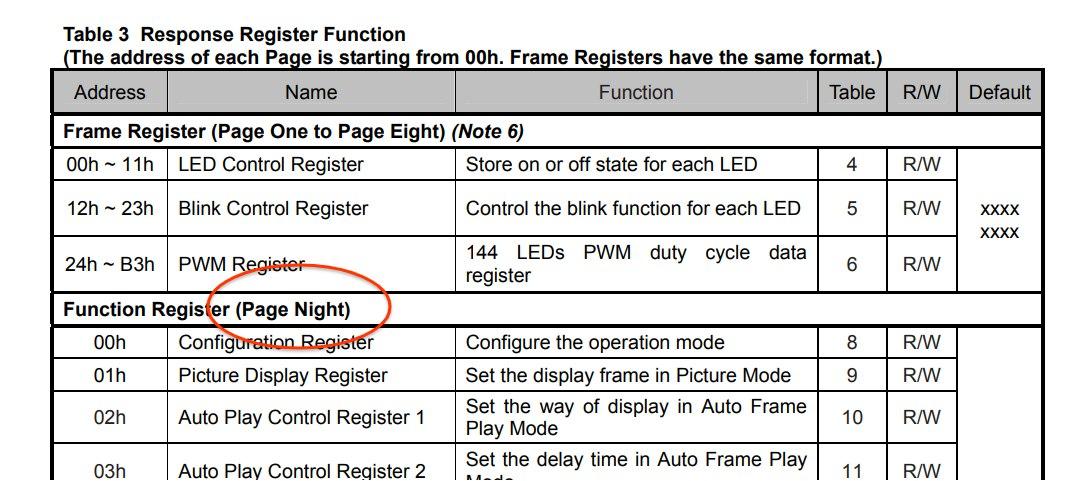 Table 3 Response Register Function
(The address of each Page is starting from 00h. Frame Registers have the same format.)
Address Name Function Table R/W Default
Frame Register (Page One to Page Eight) (Note 6)
00h ~ 11h LED Control Register Store on or off state for each LED 4 R/W
12h ~ 23h Blink Control Register Control the blink function for each LED 5 R/W
xxxx
xxxx
24h ~ B3h PWM Register 144 LEDs PWM duty cycle data
register 6 R/W
Function Register (Page Night)
00h Configuration Register Configure the operation mode 8 R/W
01h Picture Display Register Set the display frame in Picture Mode 9 R/W
02h Auto Play Control Register 1 Set the way of display in Auto Frame
Play Mode 10 R/W
03h Auto Play Control Register 2 Set the delay time in Auto Frame Play
Mode 11 R/W